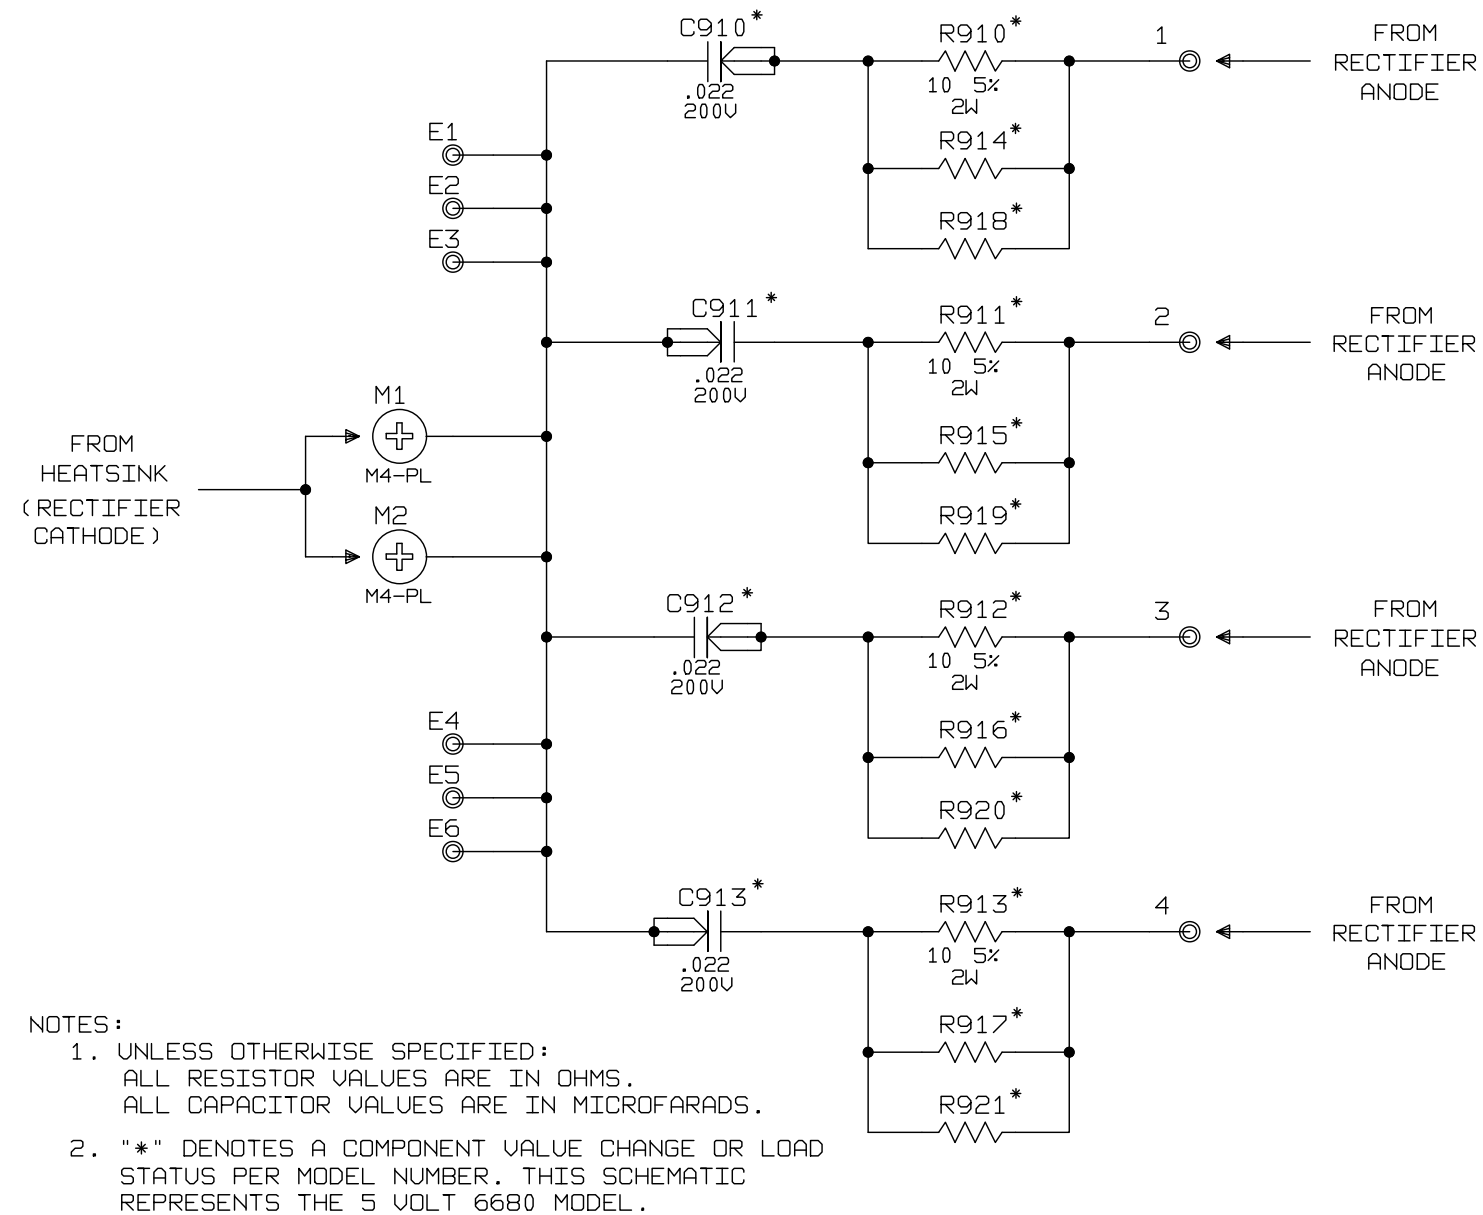 C910*
.022
200V
R910*
10 5%
2W
1
FROM
RECTIFIER
ANODE
R914*
R918*
E1
E2
E3
C911*
.022
200V
R911*
10 5%
2W
2
FROM
RECTIFIER
ANODE
R915*
R919*
FROM
HEATSINK
(RECTIFIER
CATHODE)
M1
M4-PL
M2
M4-PL
C912*
.022
200V
R912*
10 5%
2W
3
FROM
RECTIFIER
ANODE
R916*
R920*
E4
E5
E6
C913*
.022
200V
R913*
10 5%
2W
4
FROM
RECTIFIER
ANODE
R917*
R921*
NOTES:
1. UNLESS OTHERWISE SPECIFIED:
ALL RESISTOR VALUES ARE IN OHMS.
ALL CAPACITOR VALUES ARE IN MICROFARADS.
2. "*" DENOTES A COMPONENT VALUE CHANGE OR LOAD
STATUS PER MODEL NUMBER. THIS SCHEMATIC
REPRESENTS THE 5 VOLT 6680 MODEL.